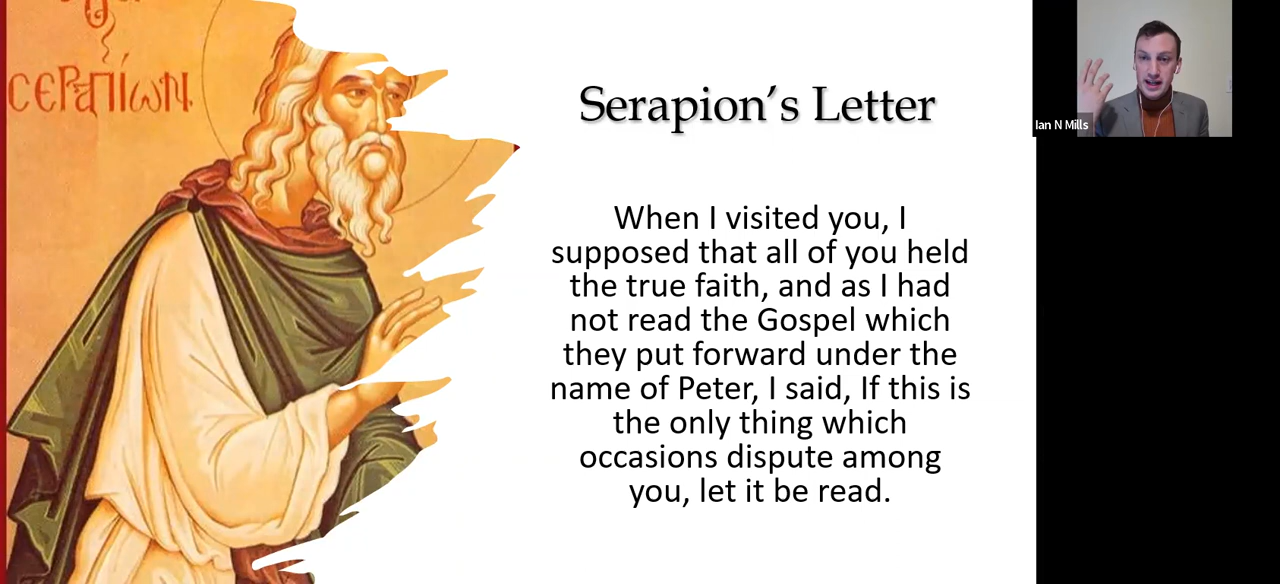 ΣΕΡΑΠΙΩΝ.
Serapion’s Letter
When I visited you, I
supposed that all of you held
the true faith, and as I had
not read the Gospel which
they put forward under the
name of Peter, I said, If this is
the only thing which
occasions dispute among
you, let it be read.
Ian N Mills